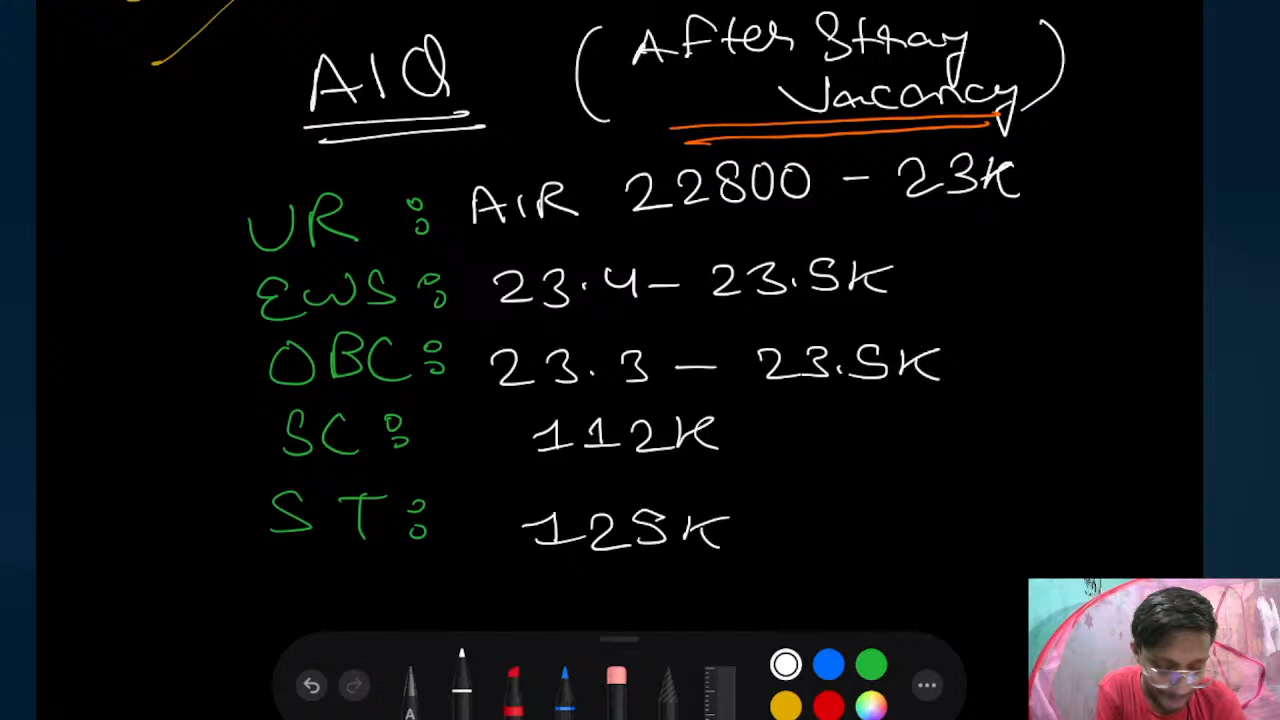 AIQ (After Stray
Vacancy)
UR : AIR 22800 - 23K
EWS : 23.4 - 23.5K
OBC : 23.3 - 23.5K
SC : 112K
ST : 125K
A